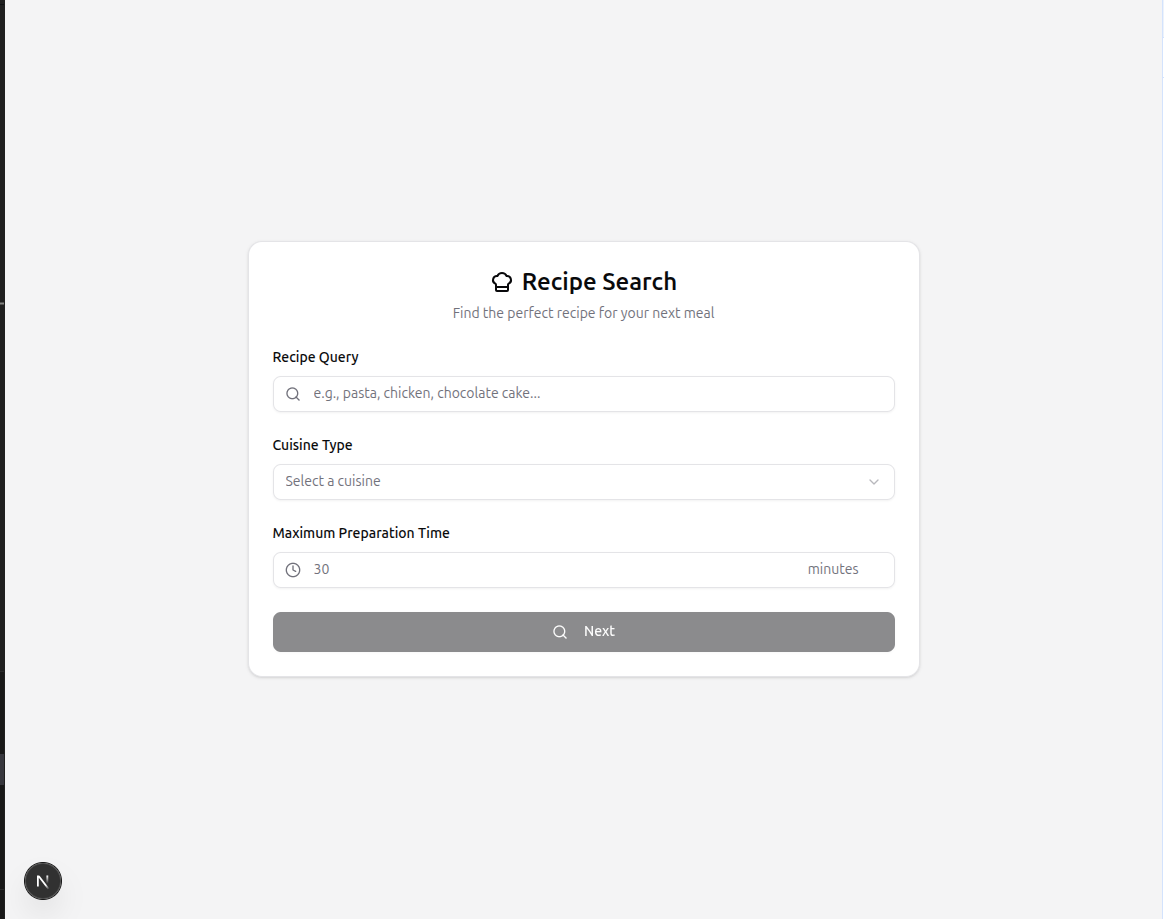 Recipe Search
Find the perfect recipe for your next meal
Recipe Query
e.g., pasta, chicken, chocolate cake...
Cuisine Type
Select a cuisine
Maximum Preparation Time
30 minutes
Next
N